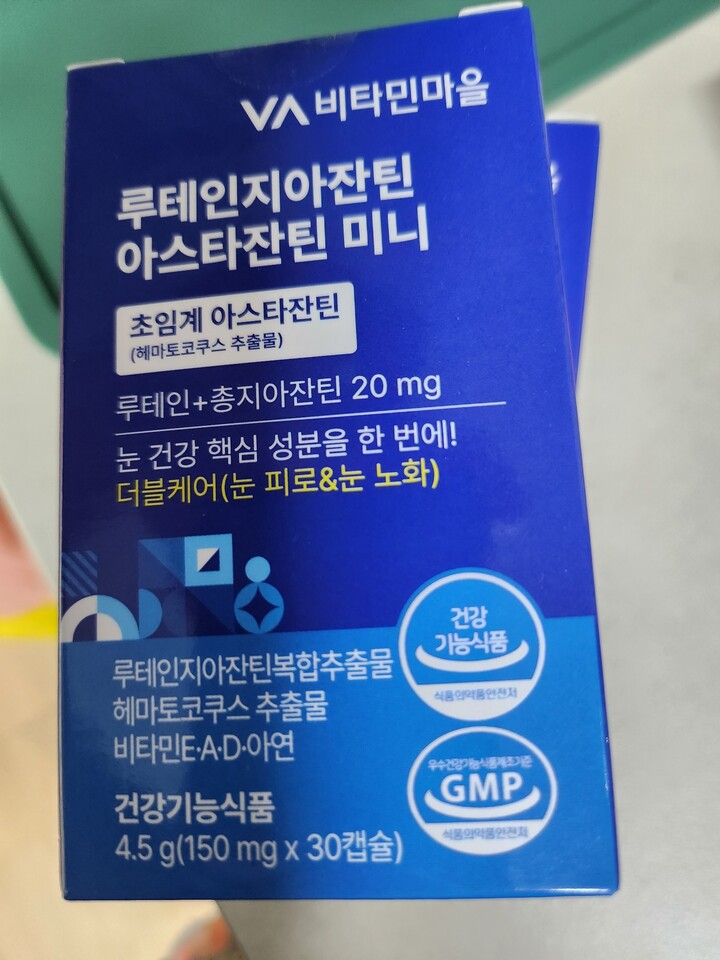 VA 비타민마을
루테인지아잔틴
아스타잔틴 미니
초임계 아스타잔틴
(헤마토코쿠스 추출물)
루테인+총지아잔틴 20 mg
눈 건강 핵심 성분을 한 번에!
더블케어(눈 피로&눈 노화)
건강
기능식품
식품의약품안전처
루테인지아잔틴복합추출물
헤마토코쿠스 추출물
비타민E·A·D·아연
우수건강기능식품제조기준
GMP
식품의약품안전처
건강기능식품
4.5 g(150 mg x 30캡슐)